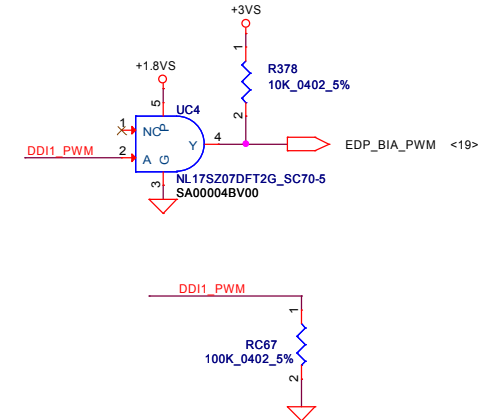 +3VS
1
R378
10K_0402_5%
2
+1.8VS
5
UC4
1
NC
P
DDI1_PWM
2
A
G
Y
4
EDP_BIA_PWM <19>
3
NL17SZ07DFT2G_SC70-5
SA00004BV00
DDI1_PWM
1
RC67
100K_0402_5%
2